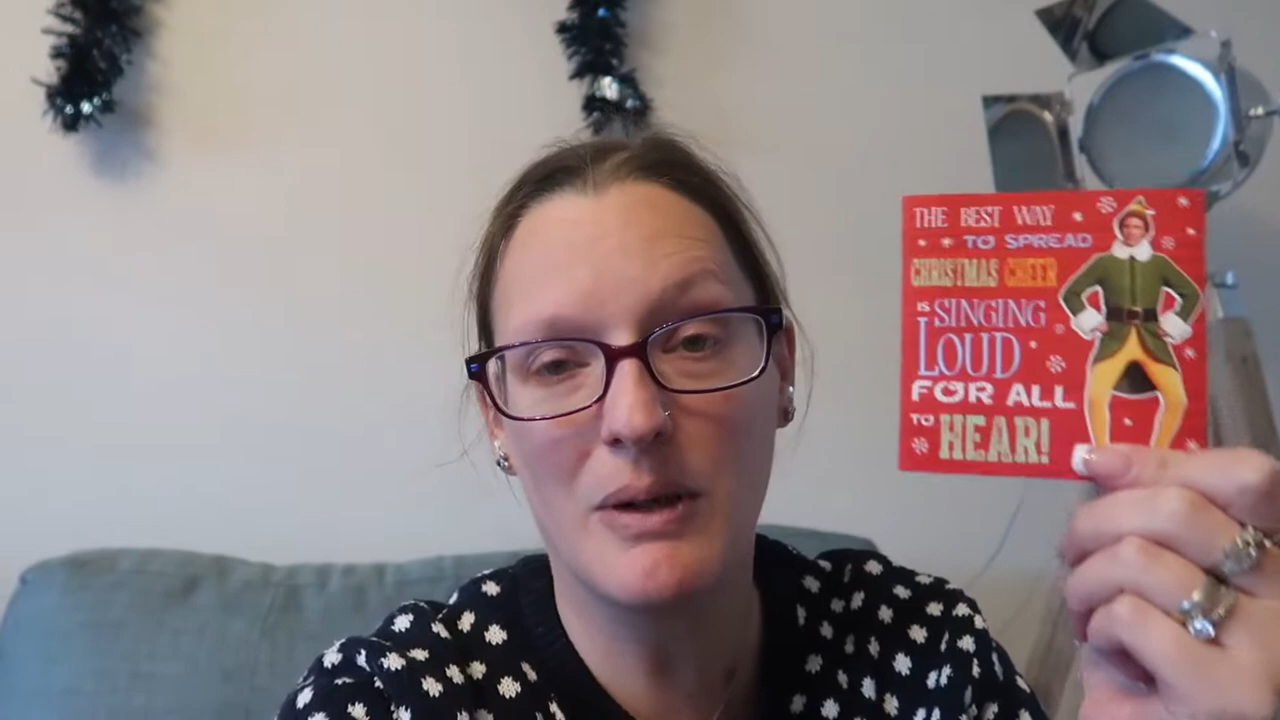 THE BEST WAY
TO SPREAD
CHRISTMAS CHEER
IS SINGING
LOUD
FOR ALL
TO HEAR!